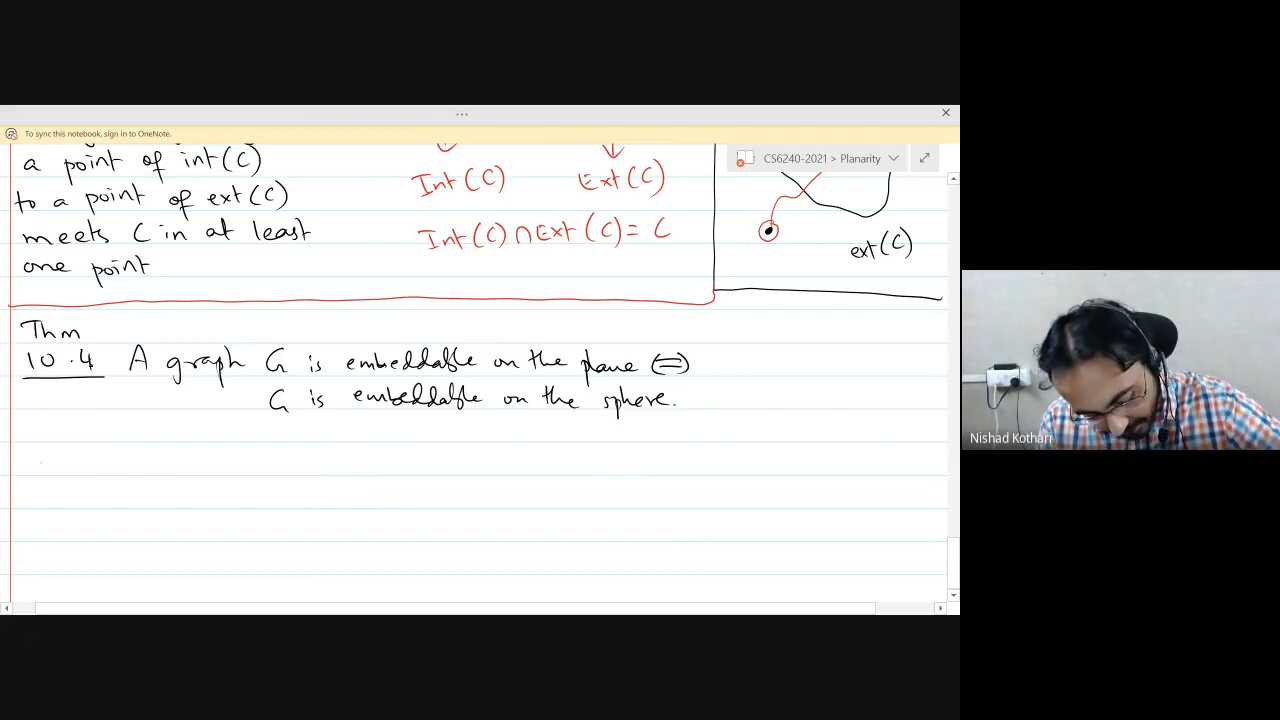 To sync this notebook, sign in to OneNote.
CS6240-2021 > Planarity
a point of int(C)
to a point of ext(C)
meets C in at least
one point
Int(C)
Ext(C)
Int(C)∩Ext(C)= C
ext(C)
Thm
10.4 A graph G is embeddable on the plane ⇔
G is embeddable on the sphere.
Nishad Kothari